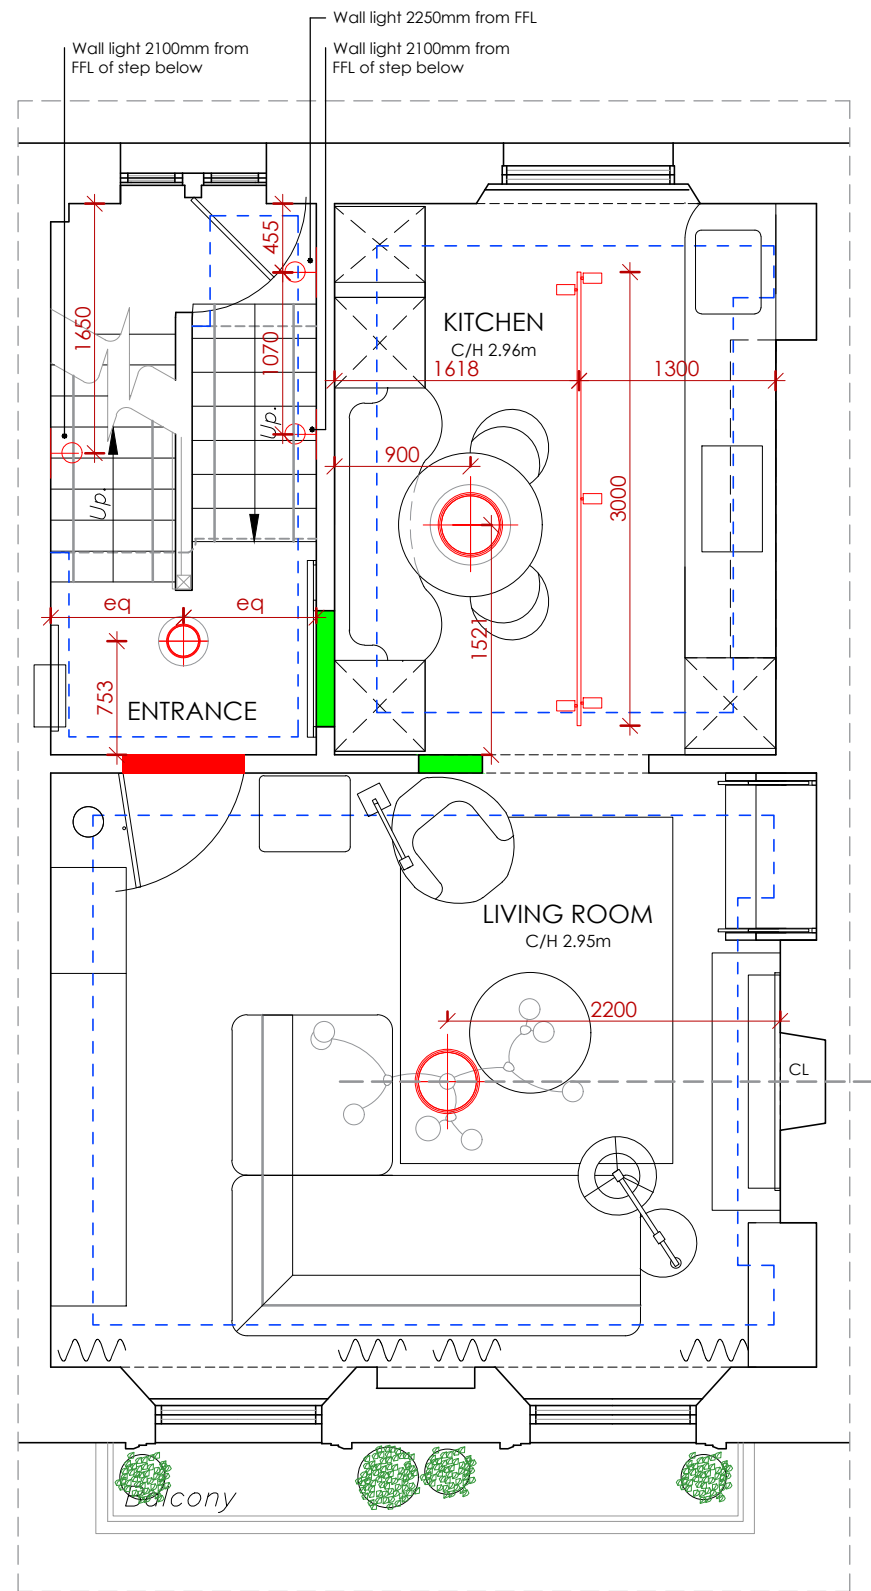 Wall light 2250mm from FFL
Wall light 2100mm from
FFL of step below
Wall light 2100mm from
FFL of step below
455
1650
1070
KITCHEN
C/H 2.96m
1618
1300
Up.
900
3000
Up.
eq
eq
1521
753
ENTRANCE
LIVING ROOM
C/H 2.95m
2200
CL
Balcony